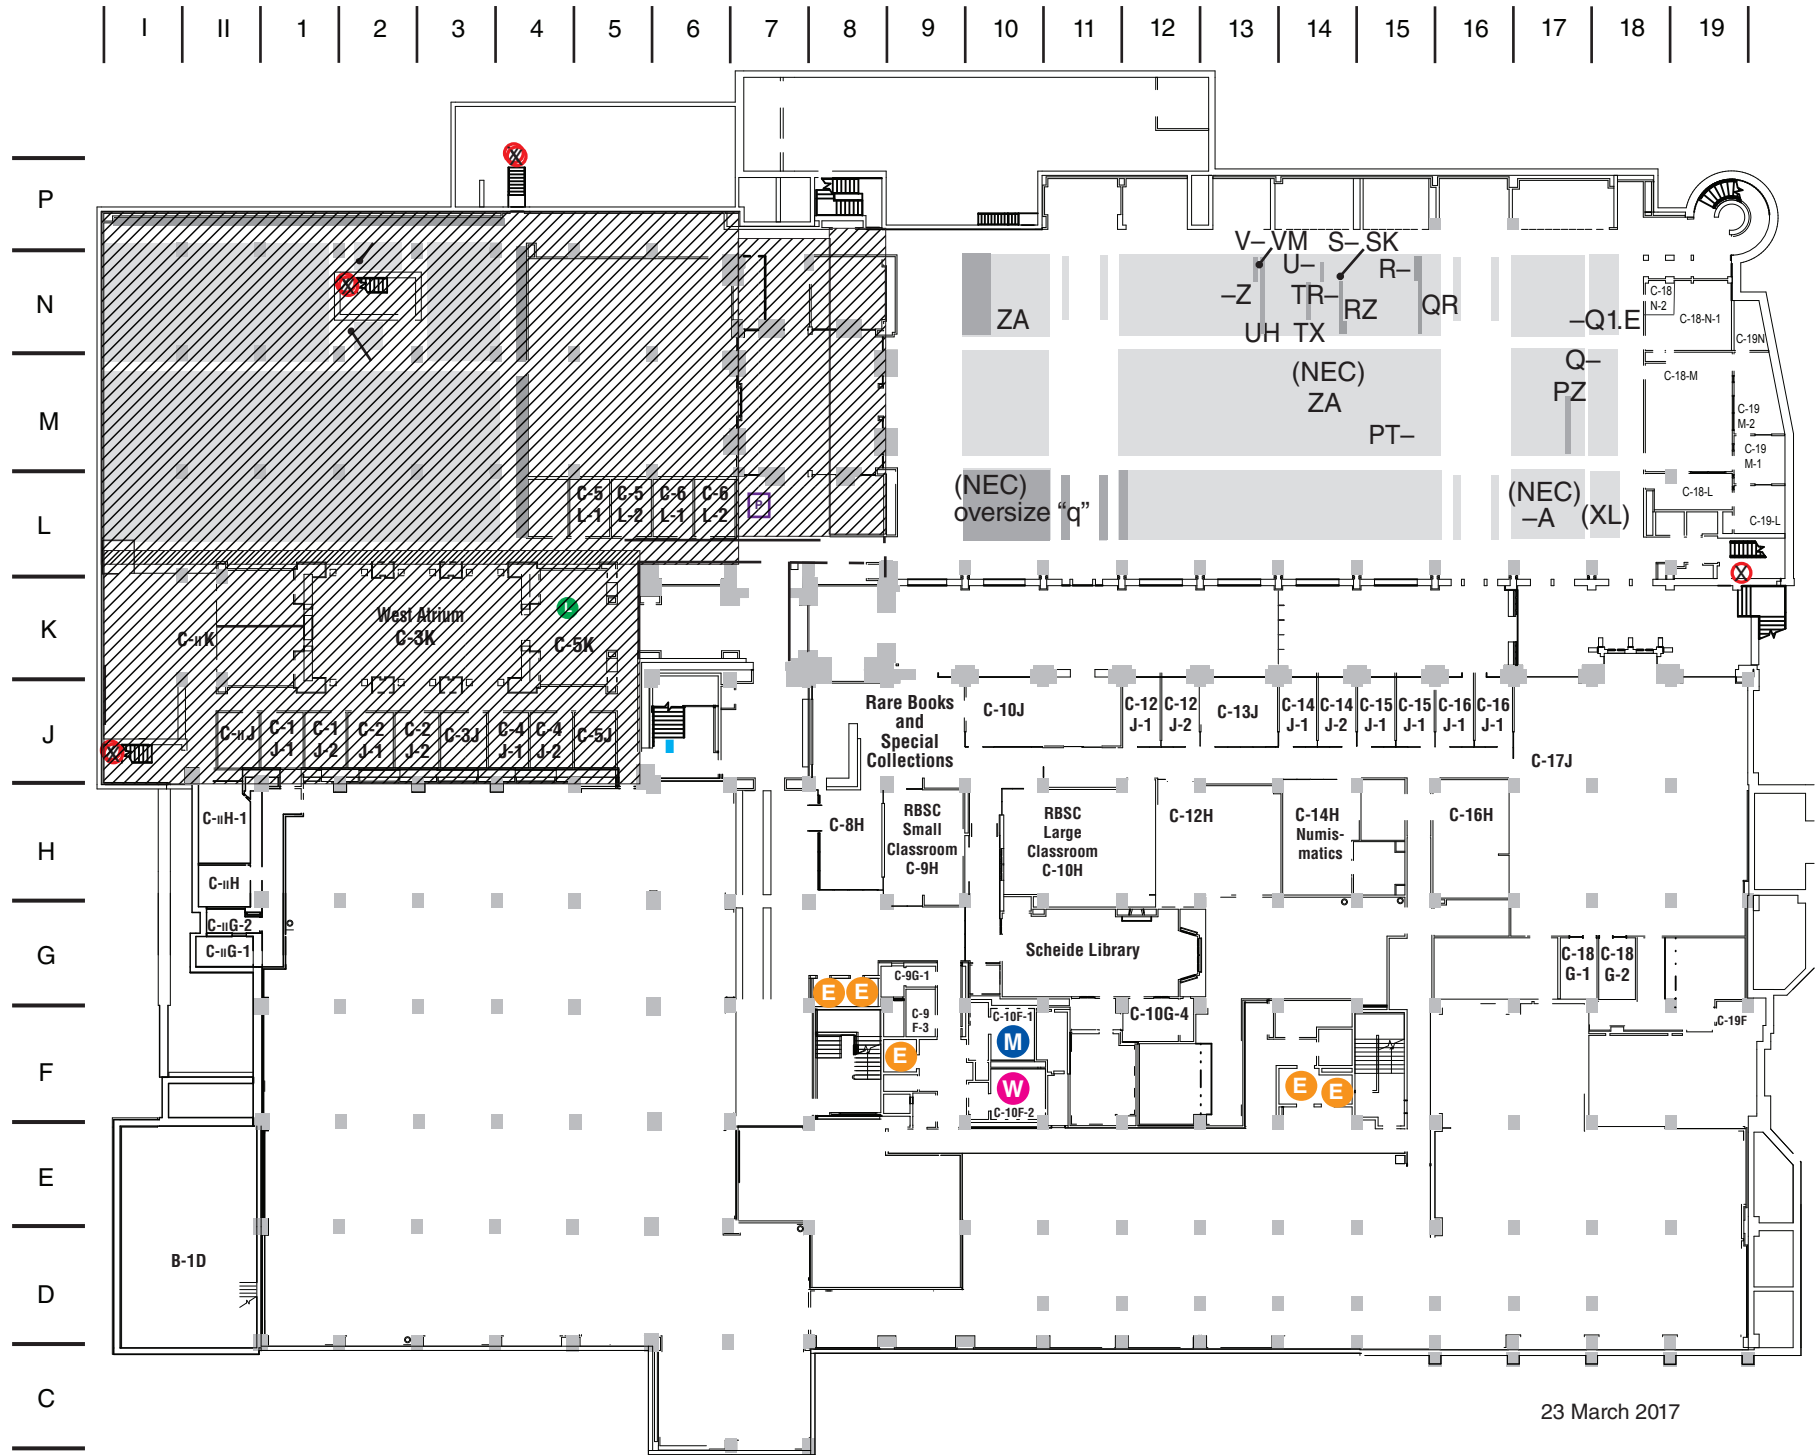 I II 1 2 3 4 5 6 7 8 9 10 11 12 13 14 15 16 17 18 19
P
N
M
L
K
J
H
G
F
E
D
C
V– VM S– SK
U– R–
–Z TR– RZ QR
ZA
UH TX
–Q1.E
(NEC)
ZA
Q–
PZ
PT–
(NEC)
oversize “q”
(NEC)
–A
(XL)
C-18
N-2
C-18-N-1
C-19N
C-18-M
C-19
M-2
C-19
M-1
C-18-L
C-19-L
C-5
L-1
C-5
L-2
C-6
L-1
C-6
L-2
P
X
X
X
X
L
C-IIK
West Atrium
C-3K
C-5K
C-IIJ
C-1
J-1
C-1
J-2
C-2
J-1
C-2
J-2
C-3J
C-4
J-1
C-4
J-2
C-5J
Rare Books
and
Special
Collections
C-10J
C-12
J-1
C-12
J-2
C-13J
C-14
J-1
C-14
J-2
C-15
J-1
C-15
J-1
C-16
J-1
C-16
J-1
C-17J
C-IIH-1
C-IIH
C-IIG-2
C-IIG-1
C-8H
RBSC
Small
Classroom
C-9H
RBSC
Large
Classroom
C-10H
C-12H
C-14H
Numis-
matics
C-16H
Scheide Library
C-18
G-1
C-18
G-2
C-9G-1
E E
C-9
F-3
C-10F-1
C-10G-4
C-19F
M
E
W
C-10F-2
E E
B-1D
23 March 2017